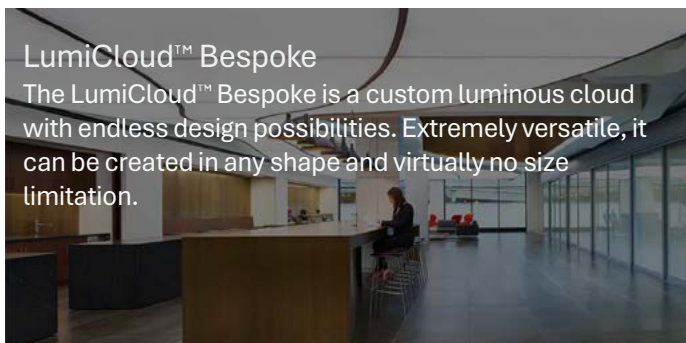 LumiCloud™ Bespoke
The LumiCloud™ Bespoke is a custom luminous cloud
with endless design possibilities. Extremely versatile, it
can be created in any shape and virtually no size
limitation.